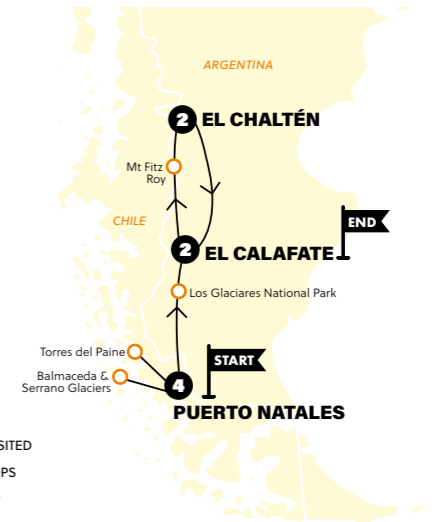 ARGENTINA
2 EL CHALTÉN
Mt Fitz
Roy
CHILE
END
2 EL CALAFATE
Los Glaciares National Park
Torres del Paine
START
Balmaceda &
Serrano Glaciers
4
PUERTO NATALES
SITED
PS